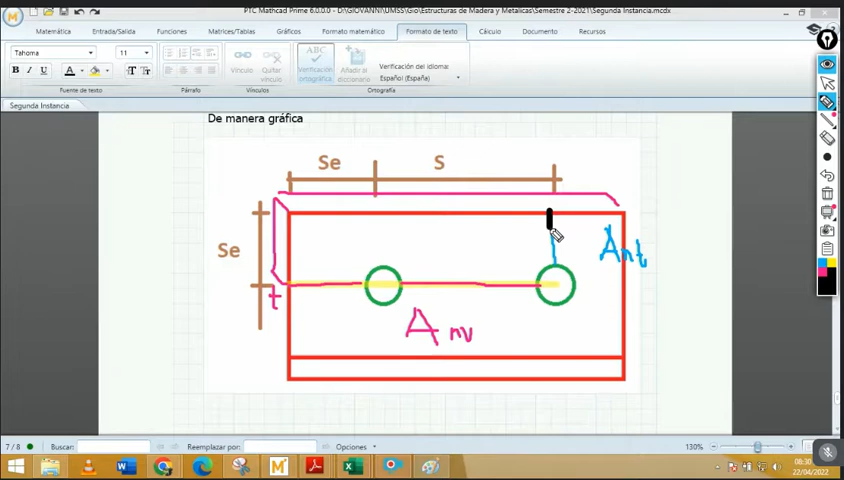 PTC Mathcad Prime 6.0.0.0 - D:\GIOVANNI\UMSS\Gio\Estructuras de Madera y Metalicas\Semestre 2-2021\Segunda Instancia.mcdx
Matemática Entrada/Salida Funciones Matrices/Tablas Gráficos Formato matemático Formato de texto Cálculo Documento Recursos
Tahoma 11
B I U A
ABC
Vínculo Quitar vínculo Verificación ortográfica Añadir al diccionario
Verificación del idioma:
Español (España)
Fuente de texto Párrafo Vínculos Ortografía
Segunda Instancia
De manera gráfica
Se S
Se
Ant
t
Anv
7 / 8 Buscar: Reemplazar por: Opciones 130%
08:30
22/04/2022